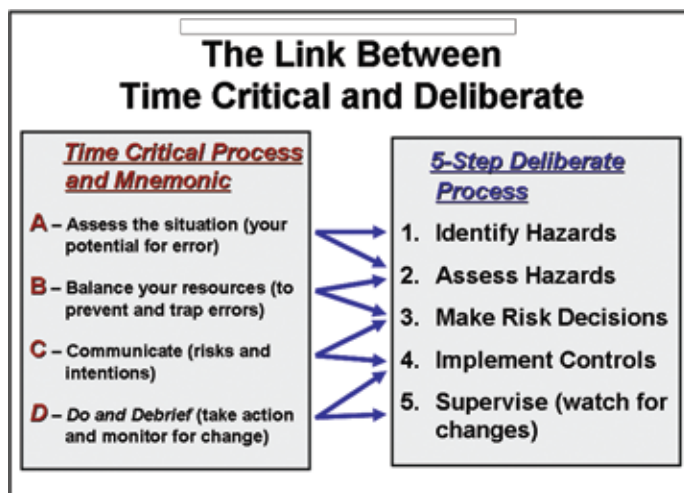 The Link Between
Time Critical and Deliberate
Time Critical Process
and Mnemonic
A – Assess the situation (your
potential for error)
B – Balance your resources (to
prevent and trap errors)
C – Communicate (risks and
intentions)
D – Do and Debrief (take action
and monitor for change)
5-Step Deliberate
Process
1. Identify Hazards
2. Assess Hazards
3. Make Risk Decisions
4. Implement Controls
5. Supervise (watch for
changes)